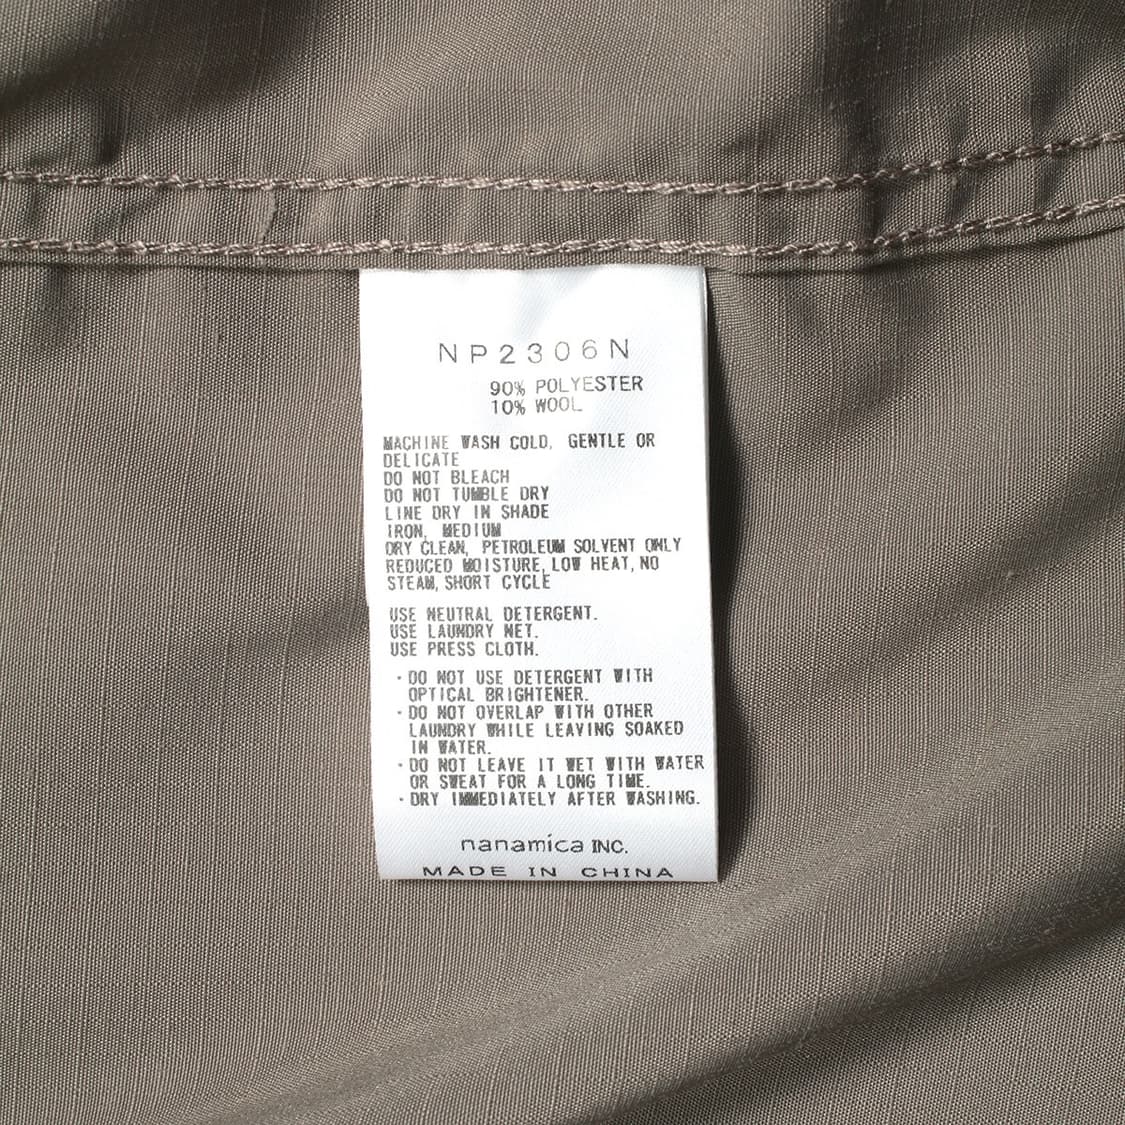 NP2306N
90% POLYESTER
10% WOOL
MACHINE WASH COLD, GENTLE OR
DELICATE
DO NOT BLEACH
DO NOT TUMBLE DRY
LINE DRY IN SHADE
IRON, MEDIUM
DRY CLEAN, PETROLEUM SOLVENT ONLY
REDUCED MOISTURE, LOW HEAT, NO
STEAM, SHORT CYCLE
USE NEUTRAL DETERGENT.
USE LAUNDRY NET.
USE PRESS CLOTH.
・DO NOT USE DETERGENT WITH
OPTICAL BRIGHTENER.
・DO NOT OVERLAP WITH OTHER
LAUNDRY WHILE LEAVING SOAKED
IN WATER.
・DO NOT LEAVE IT WET WITH WATER
OR SWEAT FOR A LONG TIME.
・DRY IMMEDIATELY AFTER WASHING.
nanamica INC.
MADE IN CHINA